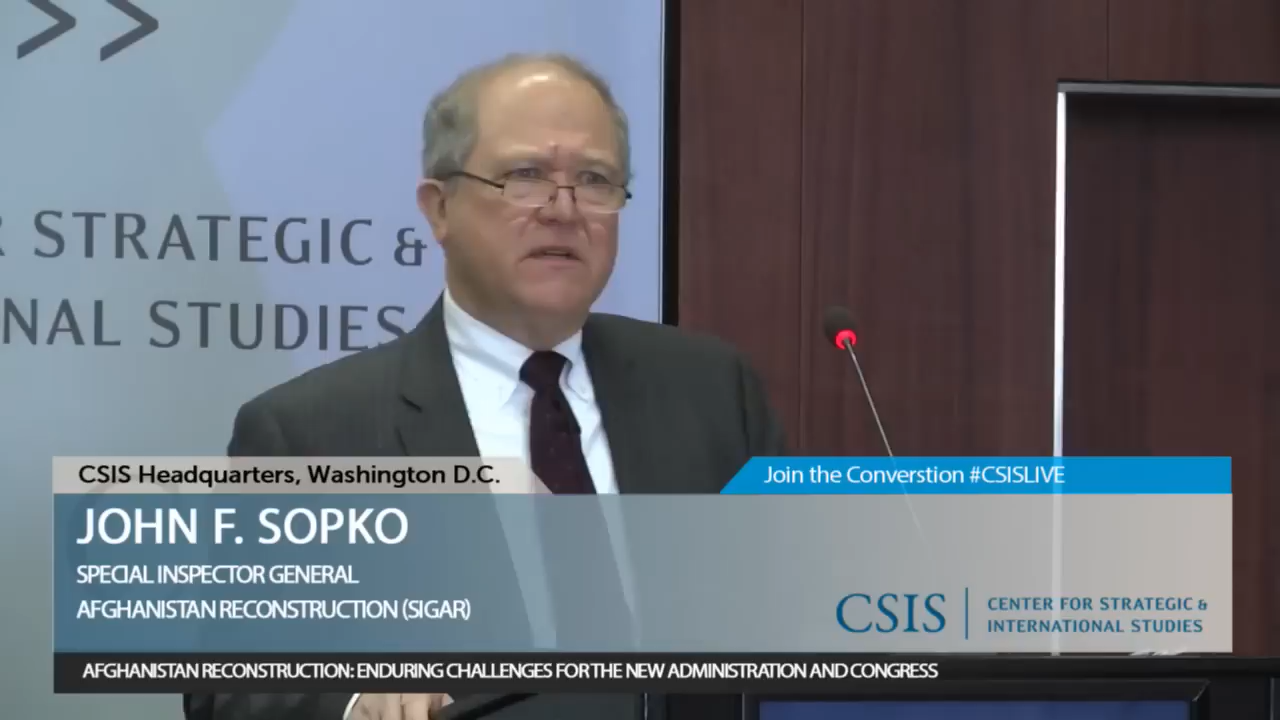 >>
R STRATEGIC &
NAL STUDIES
CSIS Headquarters, Washington D.C.
Join the Converstion #CSISLIVE
JOHN F. SOPKO
SPECIAL INSPECTOR GENERAL
AFGHANISTAN RECONSTRUCTION (SIGAR)
CSIS
CENTER FOR STRATEGIC &
INTERNATIONAL STUDIES
AFGHANISTAN RECONSTRUCTION: ENDURING CHALLENGES FOR THE NEW ADMINISTRATION AND CONGRESS